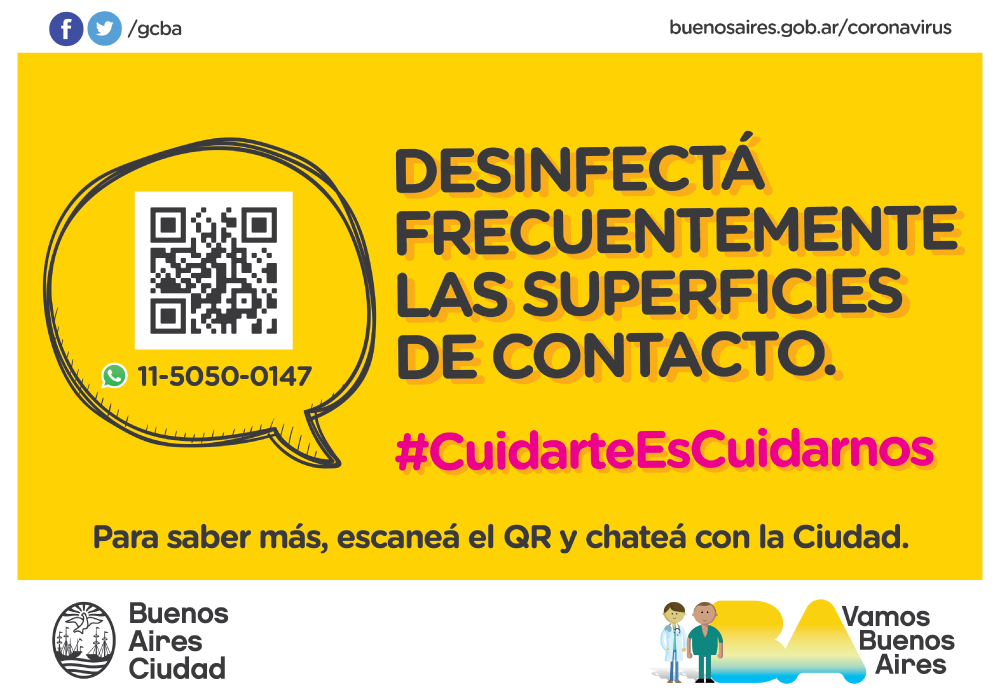 /gcba
buenosaires.gob.ar/coronavirus
DESINFECTÁ
FRECUENTEMENTE
LAS SUPERFICIES
DE CONTACTO.
11-5050-0147
#CuidarteEsCuidarnos
Para saber más, escaneá el QR y chateá con la Ciudad.
Buenos
Aires
Ciudad
BA
Vamos
Buenos
Aires